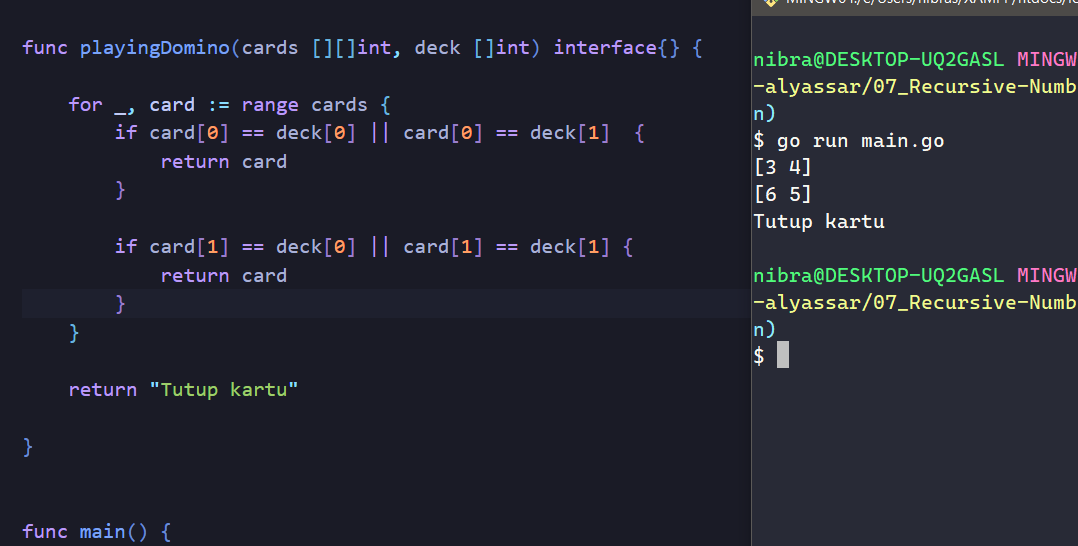 func playingDomino(cards [][]int, deck []int) interface{} {
for _, card := range cards {
if card[0] == deck[0] || card[0] == deck[1]  {
return card
}
if card[1] == deck[0] || card[1] == deck[1] {
return card
}
}
return "Tutup kartu"
}
func main() {
nibra@DESKTOP-UQ2GASL MINGW
-alyassar/07_Recursive-Numb
n)
$ go run main.go
[3 4]
[6 5]
Tutup kartu
nibra@DESKTOP-UQ2GASL MINGW
-alyassar/07_Recursive-Numb
n)
$